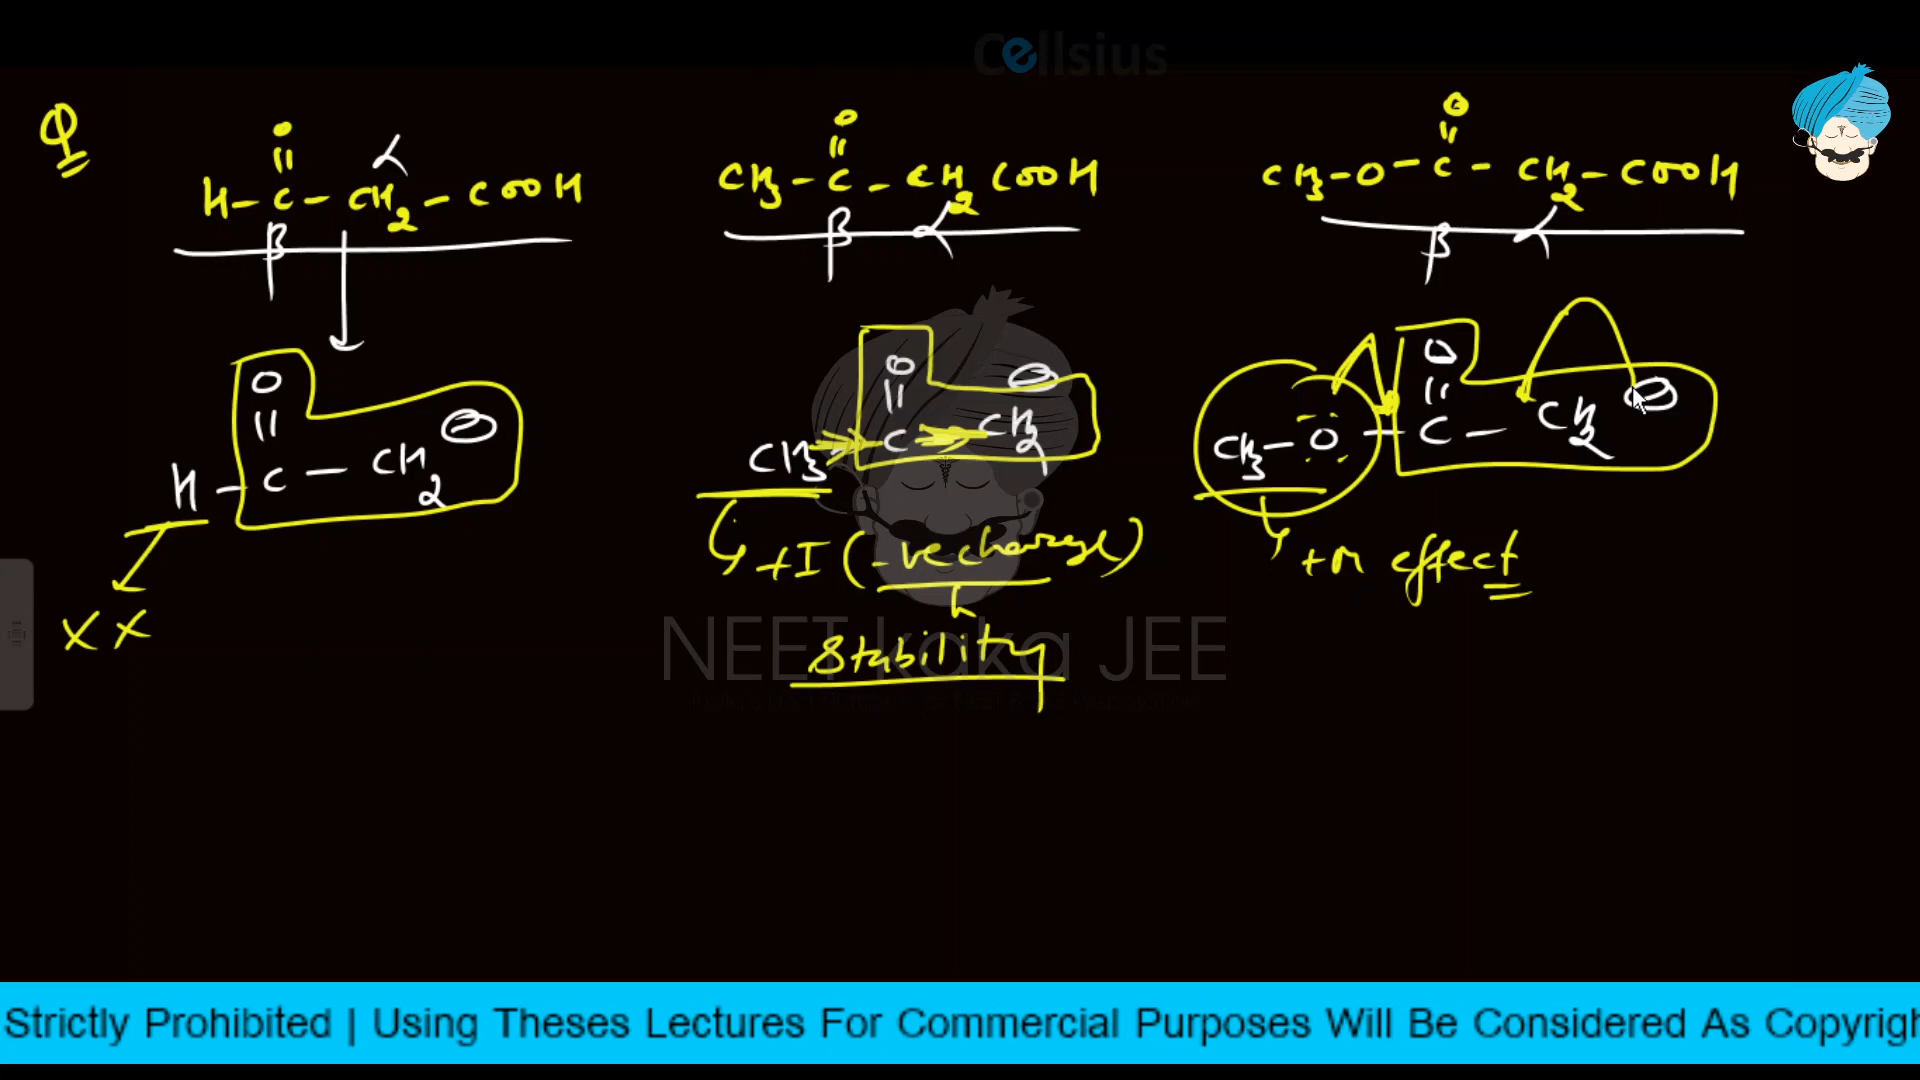 Cellsius
Q
O
||
α
H-C-CH2-COOH
β
O
||
CH3-C-CH2COOH
β α
O
||
CH3-O-C-CH2-COOH
β α
O
||
H-C-CH2 ⊖
XX
O
||
CH3-C-CH2 ⊖
+I (-ve charge)
Stability
O
||
CH3-O-C-CH2 ⊖
+M effect
NEET kaka JEE
Strictly Prohibited | Using Theses Lectures For Commercial Purposes Will Be Considered As Copyrigh